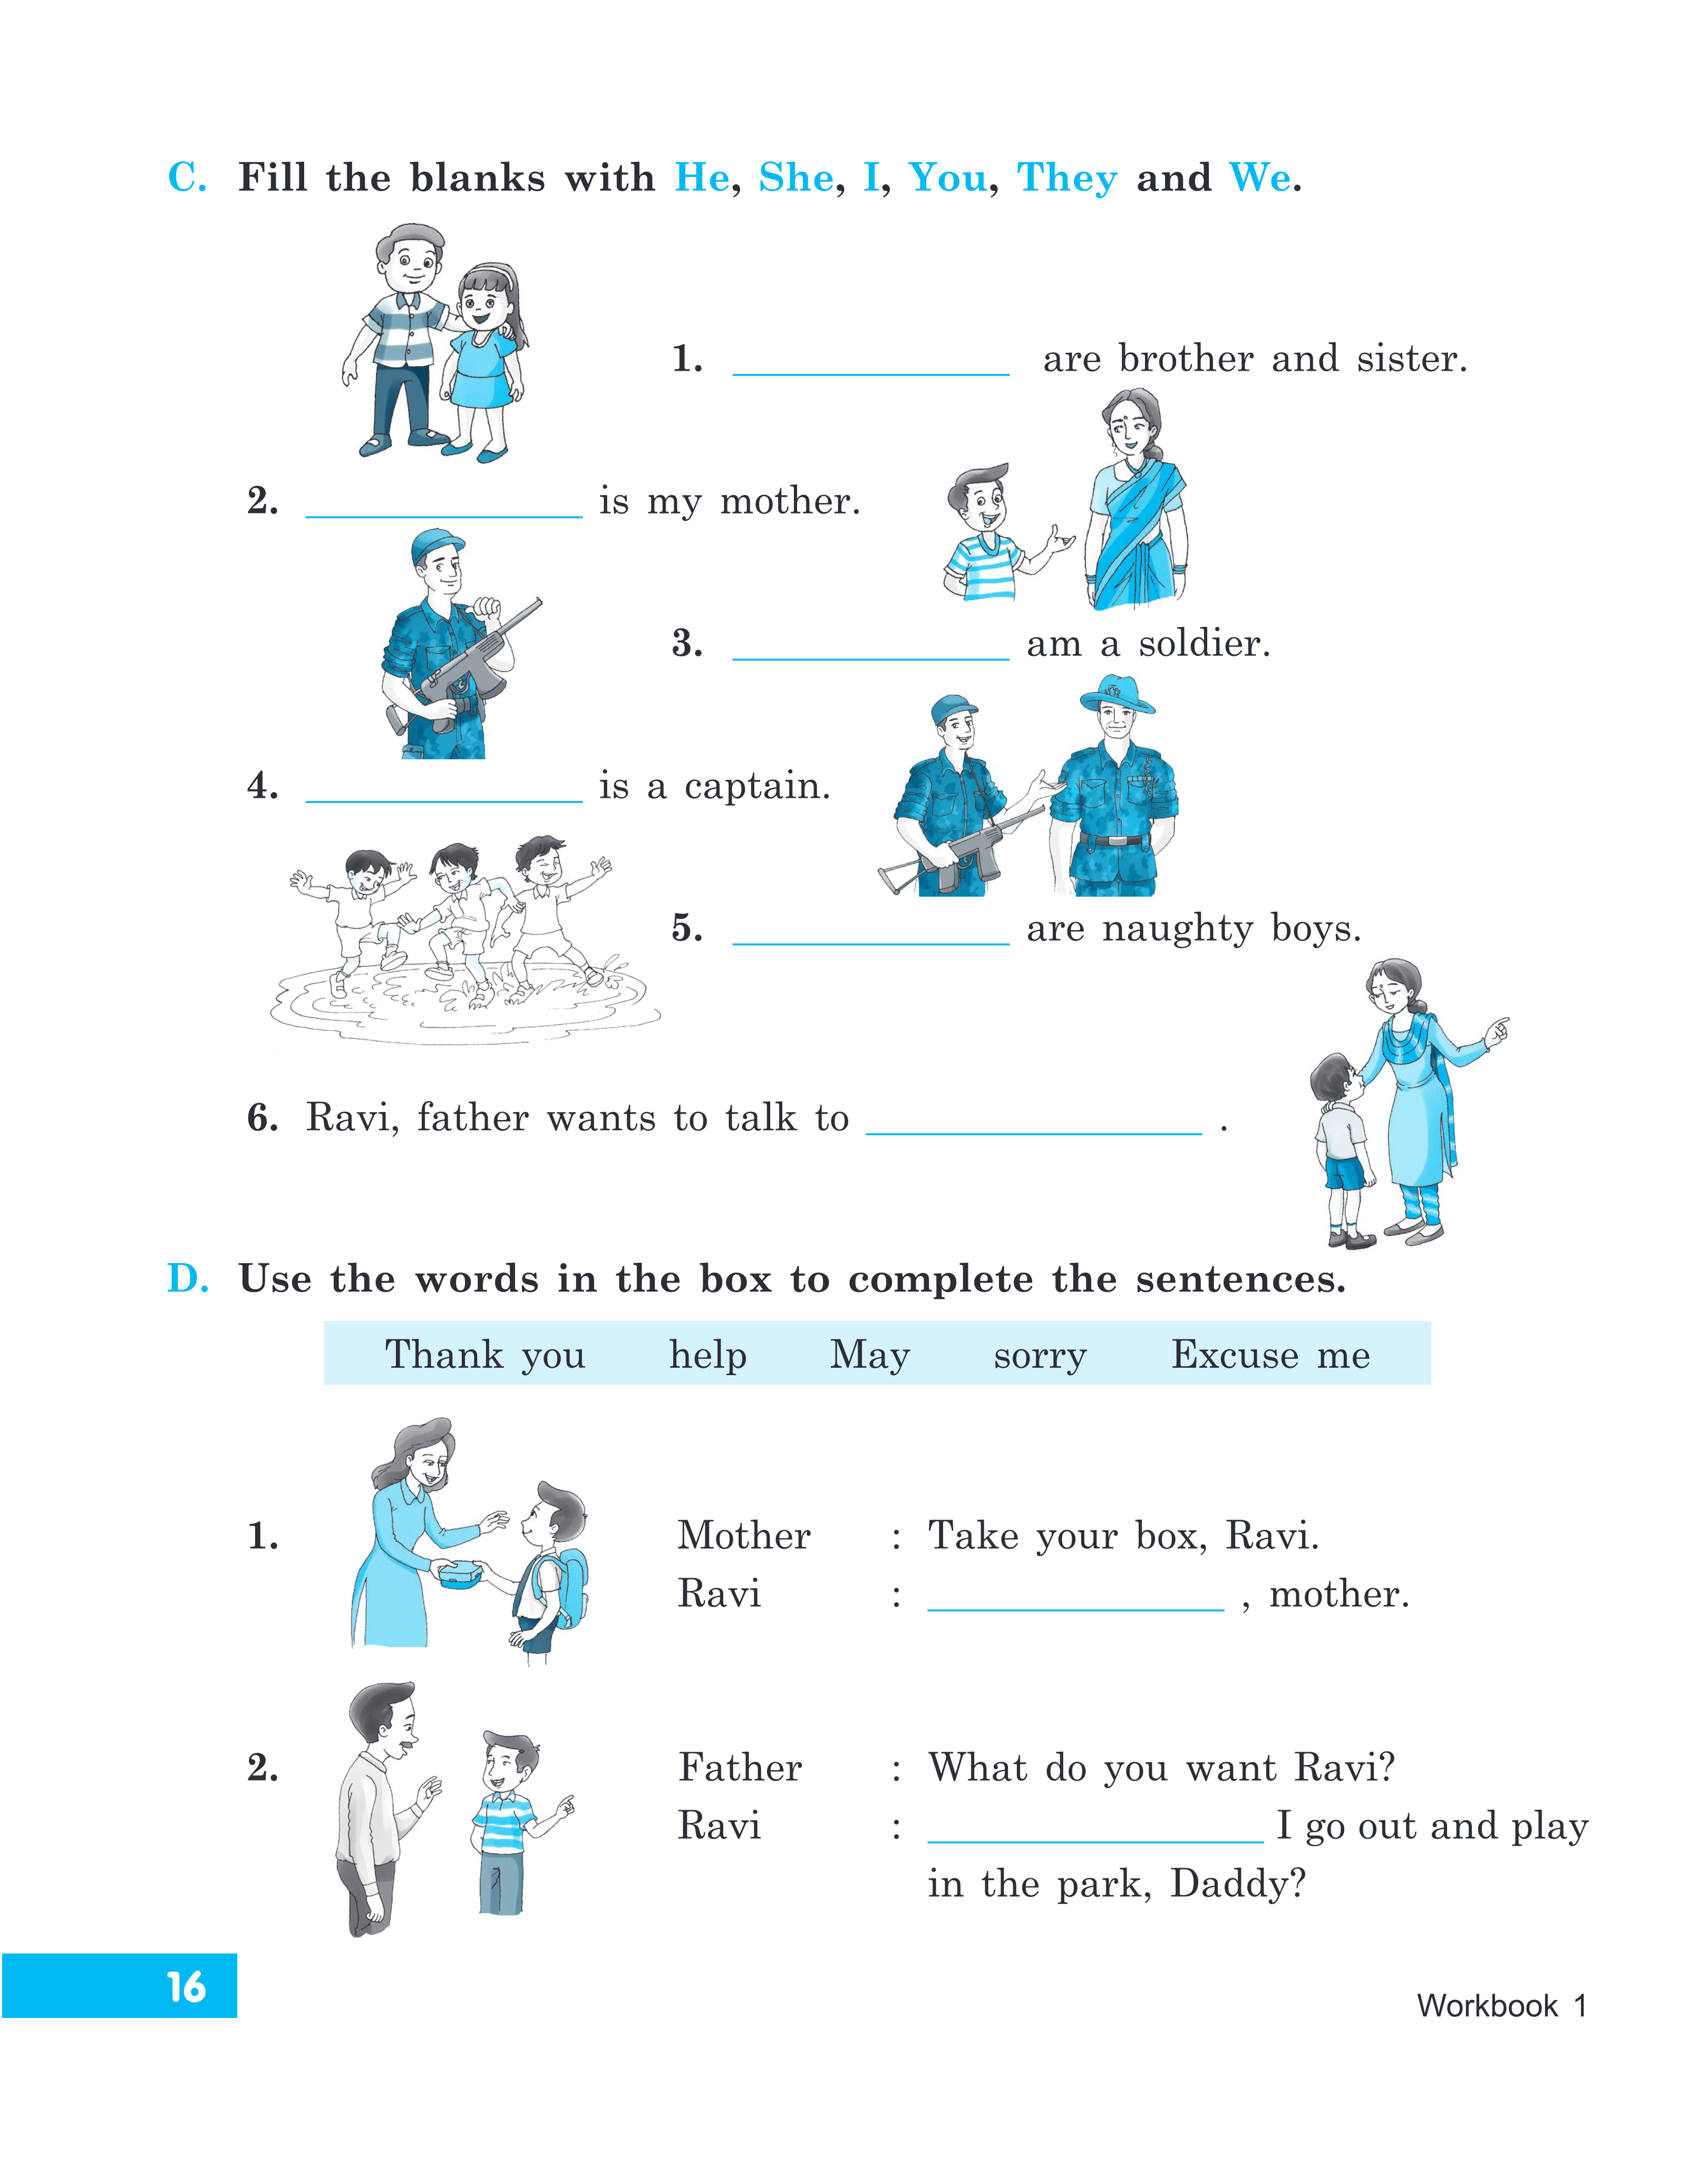 C. Fill the blanks with He, She, I, You, They and We.
1. ____________ are brother and sister.
2. ____________ is my mother.
3. ____________ am a soldier.
4. ____________ is a captain.
5. ____________ are naughty boys.
6. Ravi, father wants to talk to ____________ .
D. Use the words in the box to complete the sentences.
Thank you help May sorry Excuse me
1. Mother : Take your box, Ravi.
Ravi : ____________ , mother.
2. Father : What do you want Ravi?
Ravi : ____________ I go out and play
in the park, Daddy?
16
Workbook 1